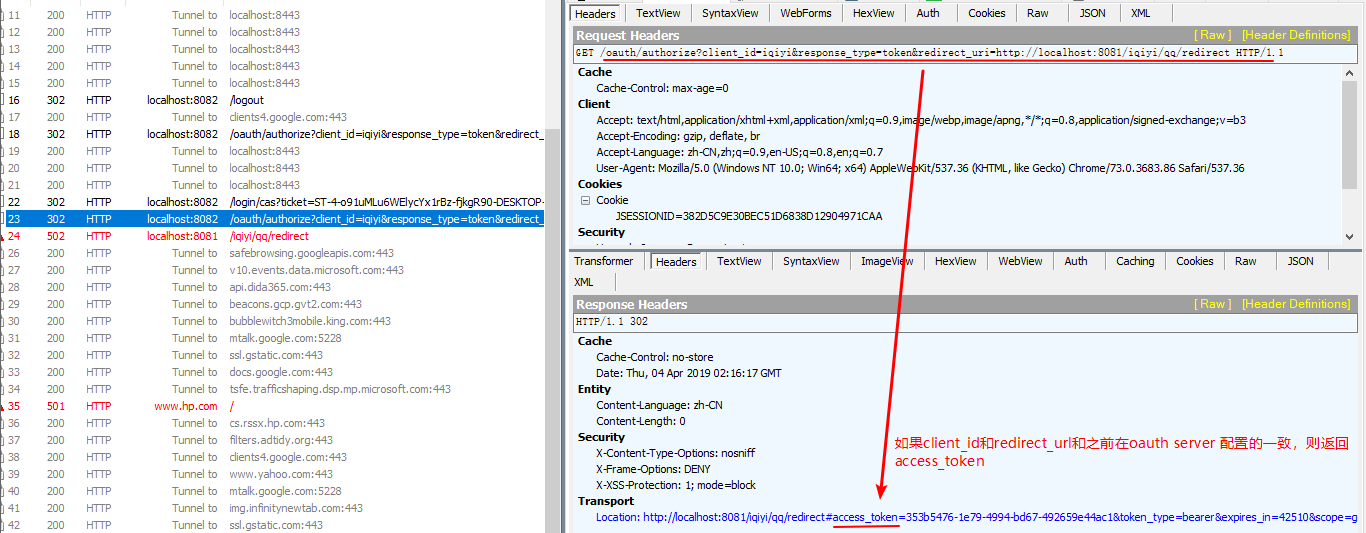 11 200 HTTP Tunnel to localhost:8443
12 200 HTTP Tunnel to localhost:8443
13 200 HTTP Tunnel to localhost:8443
14 200 HTTP Tunnel to localhost:8443
15 200 HTTP Tunnel to localhost:8443
16 302 HTTP localhost:8082 /logout
17 200 HTTP Tunnel to clients4.google.com:443
18 302 HTTP localhost:8082 /oauth/authorize?client_id=iqiyi&response_type=token&redirect_
19 200 HTTP Tunnel to localhost:8443
20 200 HTTP Tunnel to localhost:8443
21 200 HTTP Tunnel to localhost:8443
22 302 HTTP localhost:8082 /login/cas?ticket=ST-4-o91uMLu6WElycYx1rBz-fjkgR90-DESKTOP-
23 302 HTTP localhost:8082 /oauth/authorize?client_id=iqiyi&response_type=token&redirect_
24 502 HTTP localhost:8081 /iqiyi/qq/redirect
26 200 HTTP Tunnel to safebrowsing.googleapis.com:443
27 200 HTTP Tunnel to v10.events.data.microsoft.com:443
28 200 HTTP Tunnel to api.dida365.com:443
29 200 HTTP Tunnel to beacons.gcp.gvt2.com:443
30 200 HTTP Tunnel to bubblewitch3mobile.king.com:443
31 200 HTTP Tunnel to mtalk.google.com:5228
32 200 HTTP Tunnel to ssl.gstatic.com:443
33 200 HTTP Tunnel to docs.google.com:443
34 200 HTTP Tunnel to tsfe.trafficshaping.dsp.mp.microsoft.com:443
35 501 HTTP www.hp.com /
36 200 HTTP Tunnel to cs.rssx.hp.com:443
37 200 HTTP Tunnel to filters.adtidy.org:443
38 200 HTTP Tunnel to clients4.google.com:443
39 200 HTTP Tunnel to www.yahoo.com:443
40 200 HTTP Tunnel to mtalk.google.com:5228
41 200 HTTP Tunnel to img.infinitynewtab.com:443
42 200 HTTP Tunnel to ssl.gstatic.com:443
Headers TextView SyntaxView WebForms HexView Auth Cookies Raw JSON XML
Request Headers [ Raw ] [Header Definitions]
GET /oauth/authorize?client_id=iqiyi&response_type=token&redirect_uri=http://localhost:8081/iqiyi/qq/redirect HTTP/1.1
Cache
Cache-Control: max-age=0
Client
Accept: text/html,application/xhtml+xml,application/xml;q=0.9,image/webp,image/apng,*/*;q=0.8,application/signed-exchange;v=b3
Accept-Encoding: gzip, deflate, br
Accept-Language: zh-CN,zh;q=0.9,en-US;q=0.8,en;q=0.7
User-Agent: Mozilla/5.0 (Windows NT 10.0; Win64; x64) AppleWebKit/537.36 (KHTML, like Gecko) Chrome/73.0.3683.86 Safari/537.36
Cookies
Cookie
JSESSIONID=382D5C9E30BEC51D6838D12904971CAA
Security
Transformer Headers TextView SyntaxView ImageView HexView WebView Auth Caching Cookies Raw JSON
XML
Response Headers [ Raw ] [Header Definitions]
HTTP/1.1 302
Cache
Cache-Control: no-store
Date: Thu, 04 Apr 2019 02:16:17 GMT
Entity
Content-Language: zh-CN
Content-Length: 0
Security
X-Content-Type-Options: nosniff
X-Frame-Options: DENY
X-XSS-Protection: 1; mode=block
Transport
Location: http://localhost:8081/iqiyi/qq/redirect#access_token=353b5476-1e79-4994-bd67-492659e44ac1&token_type=bearer&expires_in=42510&scope=g
如果client_id和redirect_url和之前在oauth server 配置的一致，则返回
access_token